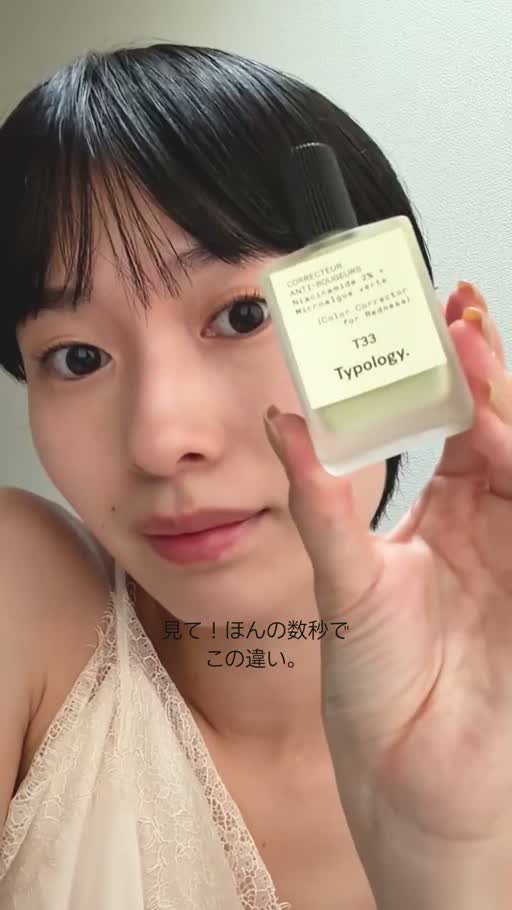 CORRECTEUR
ANTI-ROUGEURS
Niacinamide 2% +
Microalgue verte
(Color Corrector
for Redness)
T33
Typology.
見て！ほんの数秒で
この違い。